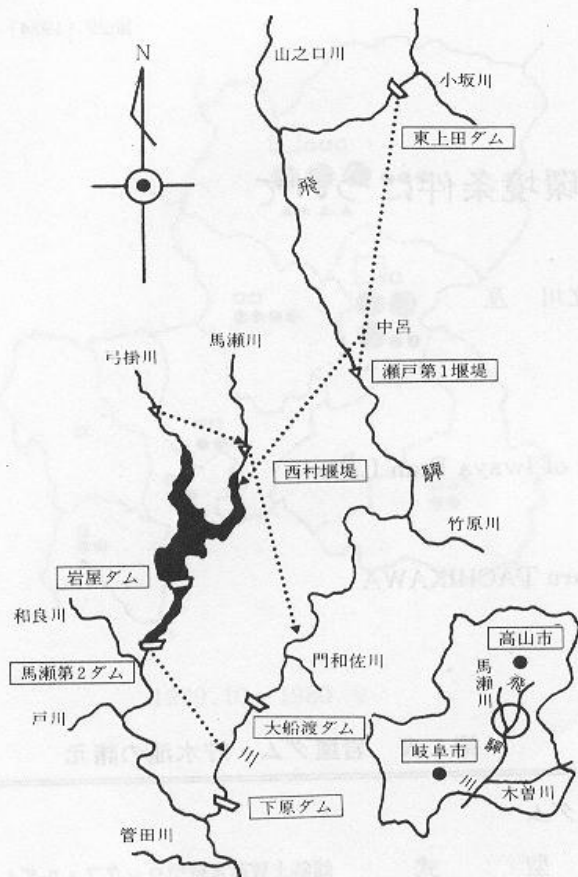 N
山之口川
小坂川
東上田ダム
飛
中呂
馬瀬川
弓掛川
瀬戸第1堰堤
西村堰堤
騨
竹原川
岩屋ダム
和良川
門和佐川
馬瀬第2ダム
戸川
大船渡ダム
川
下原ダム
管田川
高山市
馬瀬川
飛
騨
川
岐阜市
木曽川
of Iwaya
ru TACHIKAWA